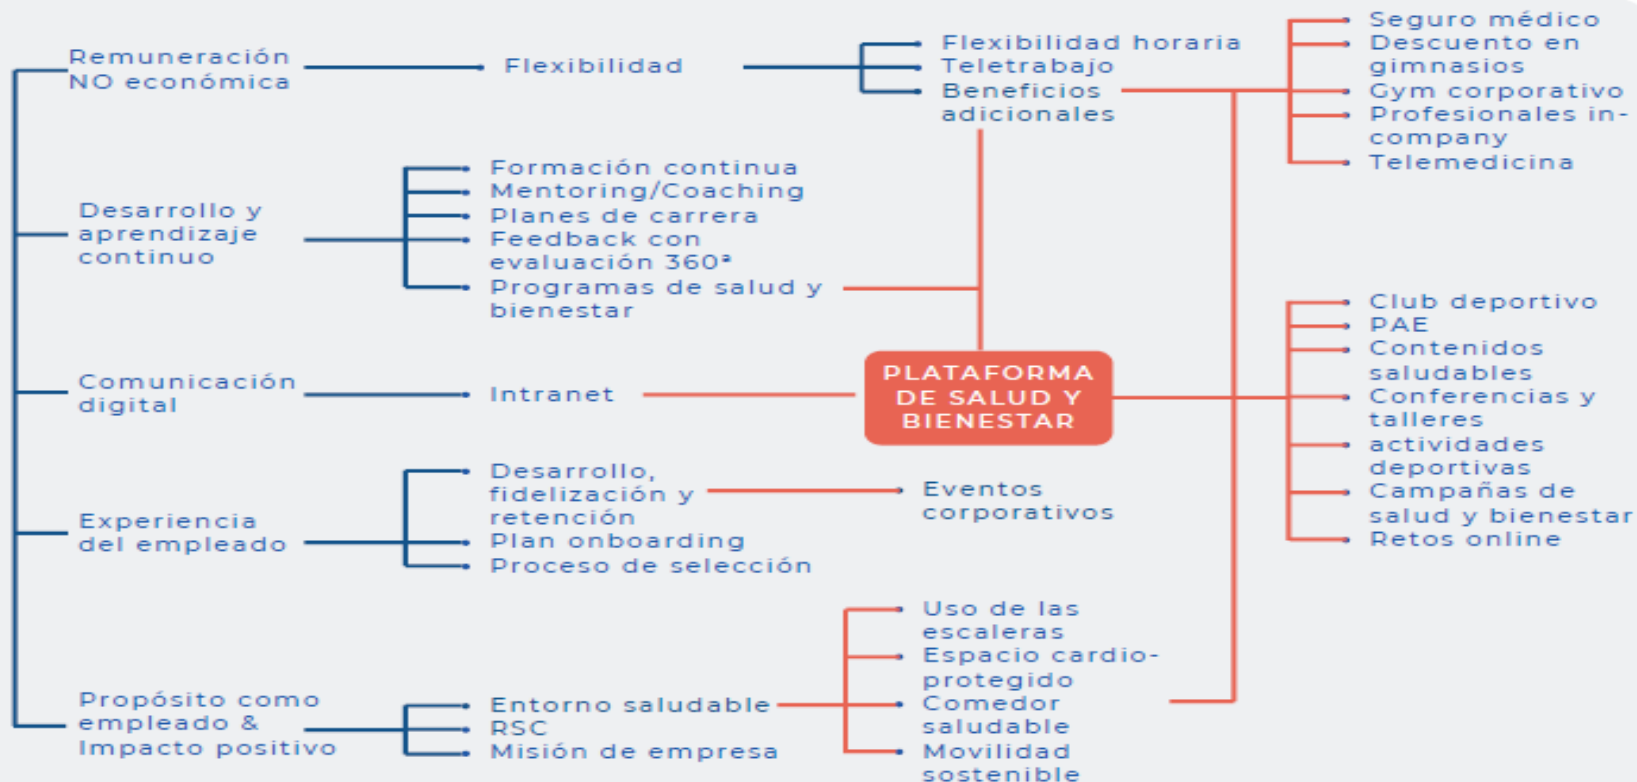 Remuneración
NO económica
Flexibilidad
Flexibilidad horaria
Teletrabajo
Beneficios
adicionales
Seguro médico
Descuento en
gimnasios
Gym corporativo
Profesionales in-
company
Telemedicina
Desarrollo y
aprendizaje
continuo
Formación continua
Mentoring/Coaching
Planes de carrera
Feedback con
evaluación 360ª
Programas de salud y
bienestar
Comunicación
digital
Intranet
PLATAFORMA
DE SALUD Y
BIENESTAR
Club deportivo
PAE
Contenidos
saludables
Conferencias y
talleres
actividades
deportivas
Campañas de
salud y bienestar
Retos online
Experiencia
del empleado
Desarrollo,
fidelización y
retención
Plan onboarding
Proceso de selección
Eventos
corporativos
Propósito como
empleado &
Impacto positivo
Entorno saludable
RSC
Misión de empresa
Uso de las
escaleras
Espacio cardio-
protegido
Comedor
saludable
Movilidad
sostenible